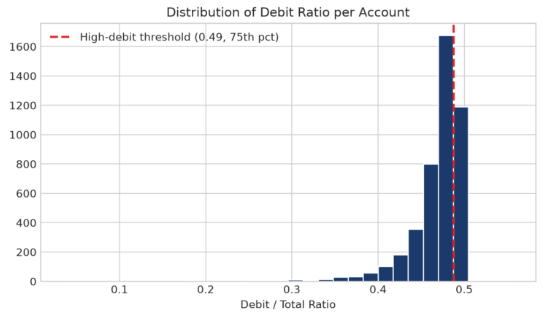 Distribution of Debit Ratio per Account
High-debit threshold (0.49, 75th pct)
1600
1400
1200
1000
800
600
400
200
0
0.1 0.2 0.3 0.4 0.5
Debit / Total Ratio